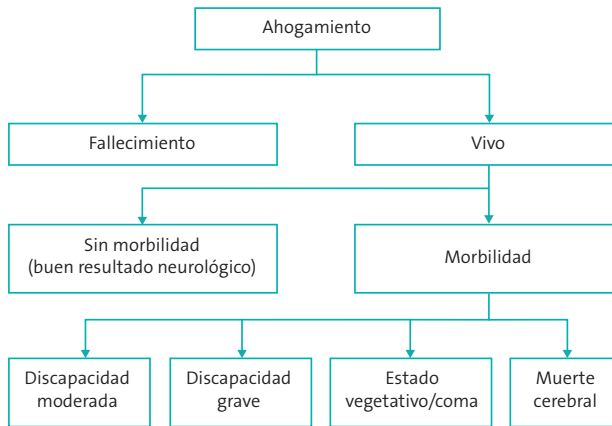 Ahogamiento
Fallecimiento
Vivo
Sin morbilidad
(buen resultado neurológico)
Morbilidad
Discapacidad
moderada
Discapacidad
grave
Estado
vegetativo/coma
Muerte
cerebral